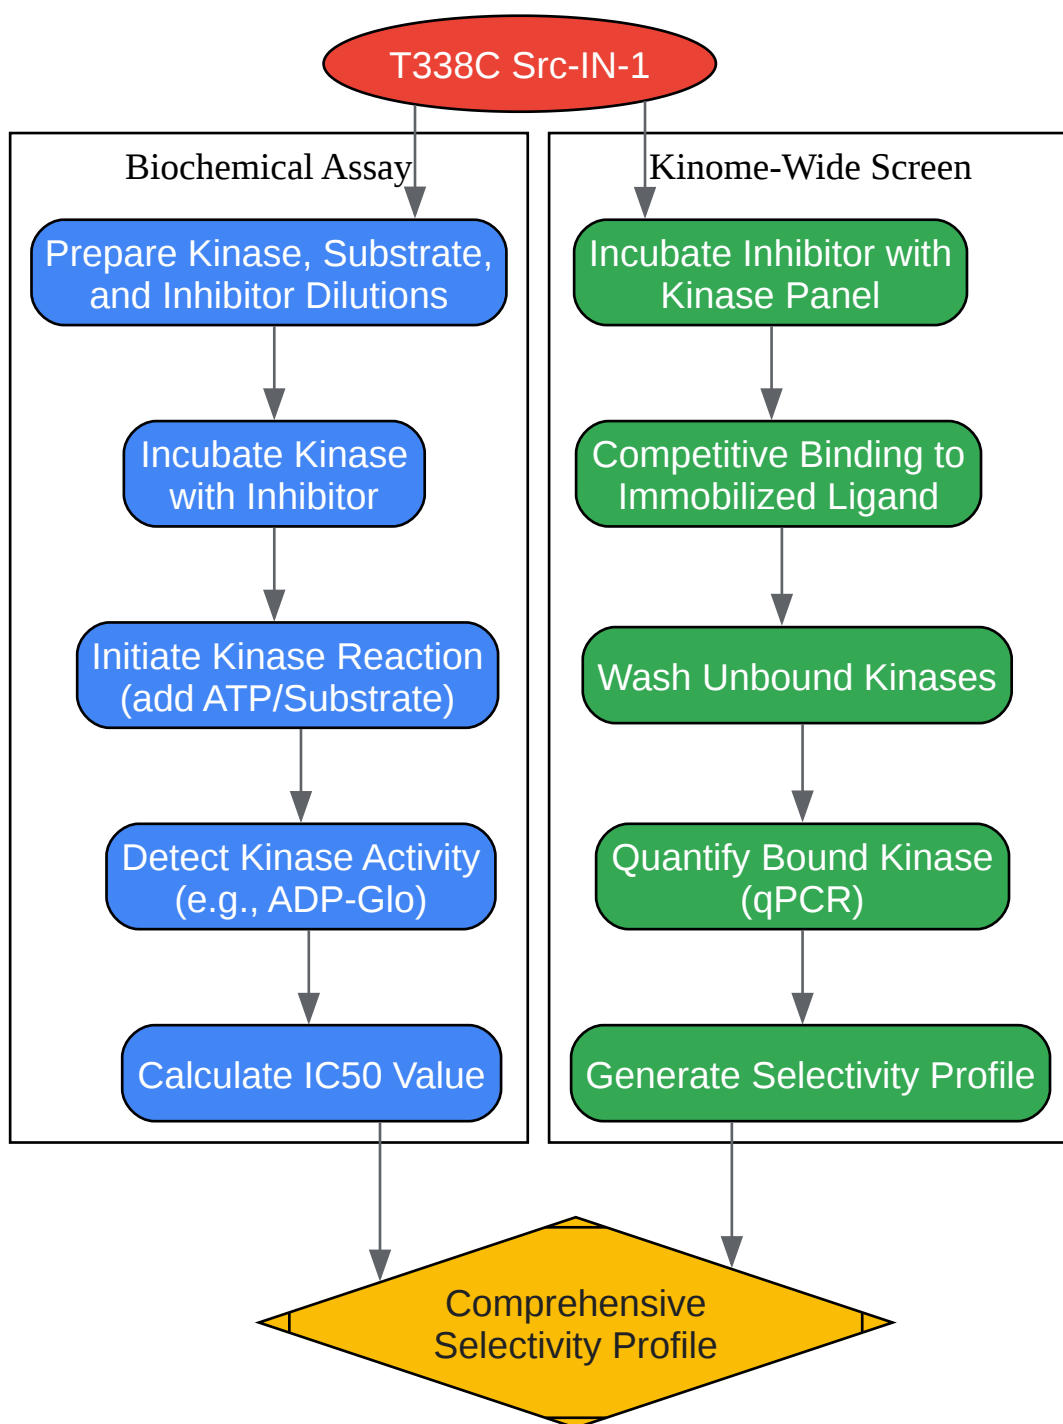 T338C Src-IN-1
Biochemical Assay
Prepare Kinase, Substrate,
and Inhibitor Dilutions
Incubate Kinase
with Inhibitor
Initiate Kinase Reaction
(add ATP/Substrate)
Detect Kinase Activity
(e.g., ADP-Glo)
Calculate IC50 Value
Kinome-Wide Screen
Incubate Inhibitor with
Kinase Panel
Competitive Binding to
Immobilized Ligand
Wash Unbound Kinases
Quantify Bound Kinase
(qPCR)
Generate Selectivity Profile
Comprehensive
Selectivity Profile